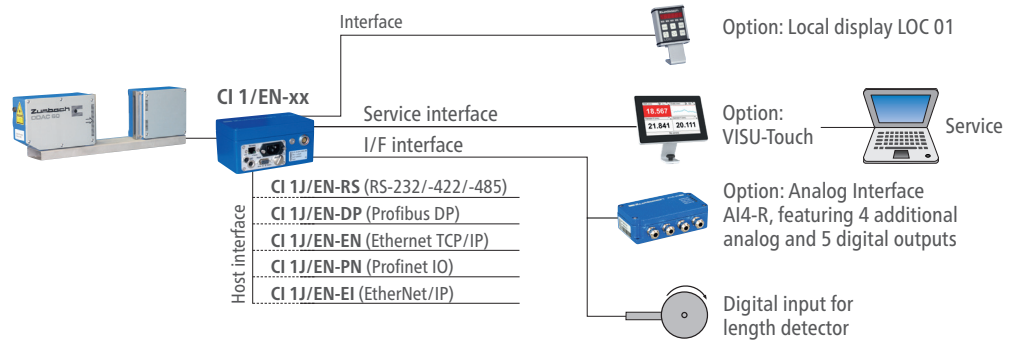 Interface
Option: Local display LOC 01
Zumbach
ODAC
CI 1/EN-xx
Service interface
18.567
21.841 20.111
Option:
VISU-Touch
Service
I/F interface
Host interface
CI 1J/EN-RS (RS-232/-422/-485)
CI 1J/EN-DP (Profibus DP)
CI 1J/EN-EN (Ethernet TCP/IP)
CI 1J/EN-PN (Profinet IO)
CI 1J/EN-EI (EtherNet/IP)
Option: Analog Interface
AI4-R, featuring 4 additional
analog and 5 digital outputs
Digital input for
length detector